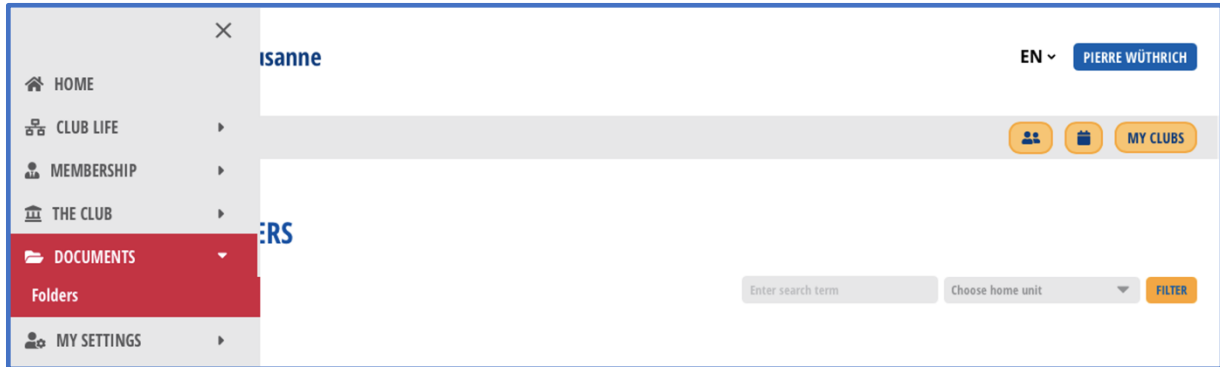 HOME
CLUB LIFE
MEMBERSHIP
THE CLUB
DOCUMENTS
Folders
MY SETTINGS
usanne
EN
PIERRE WÜTHRICH
MY CLUBS
ERS
Enter search term
Choose home unit
FILTER